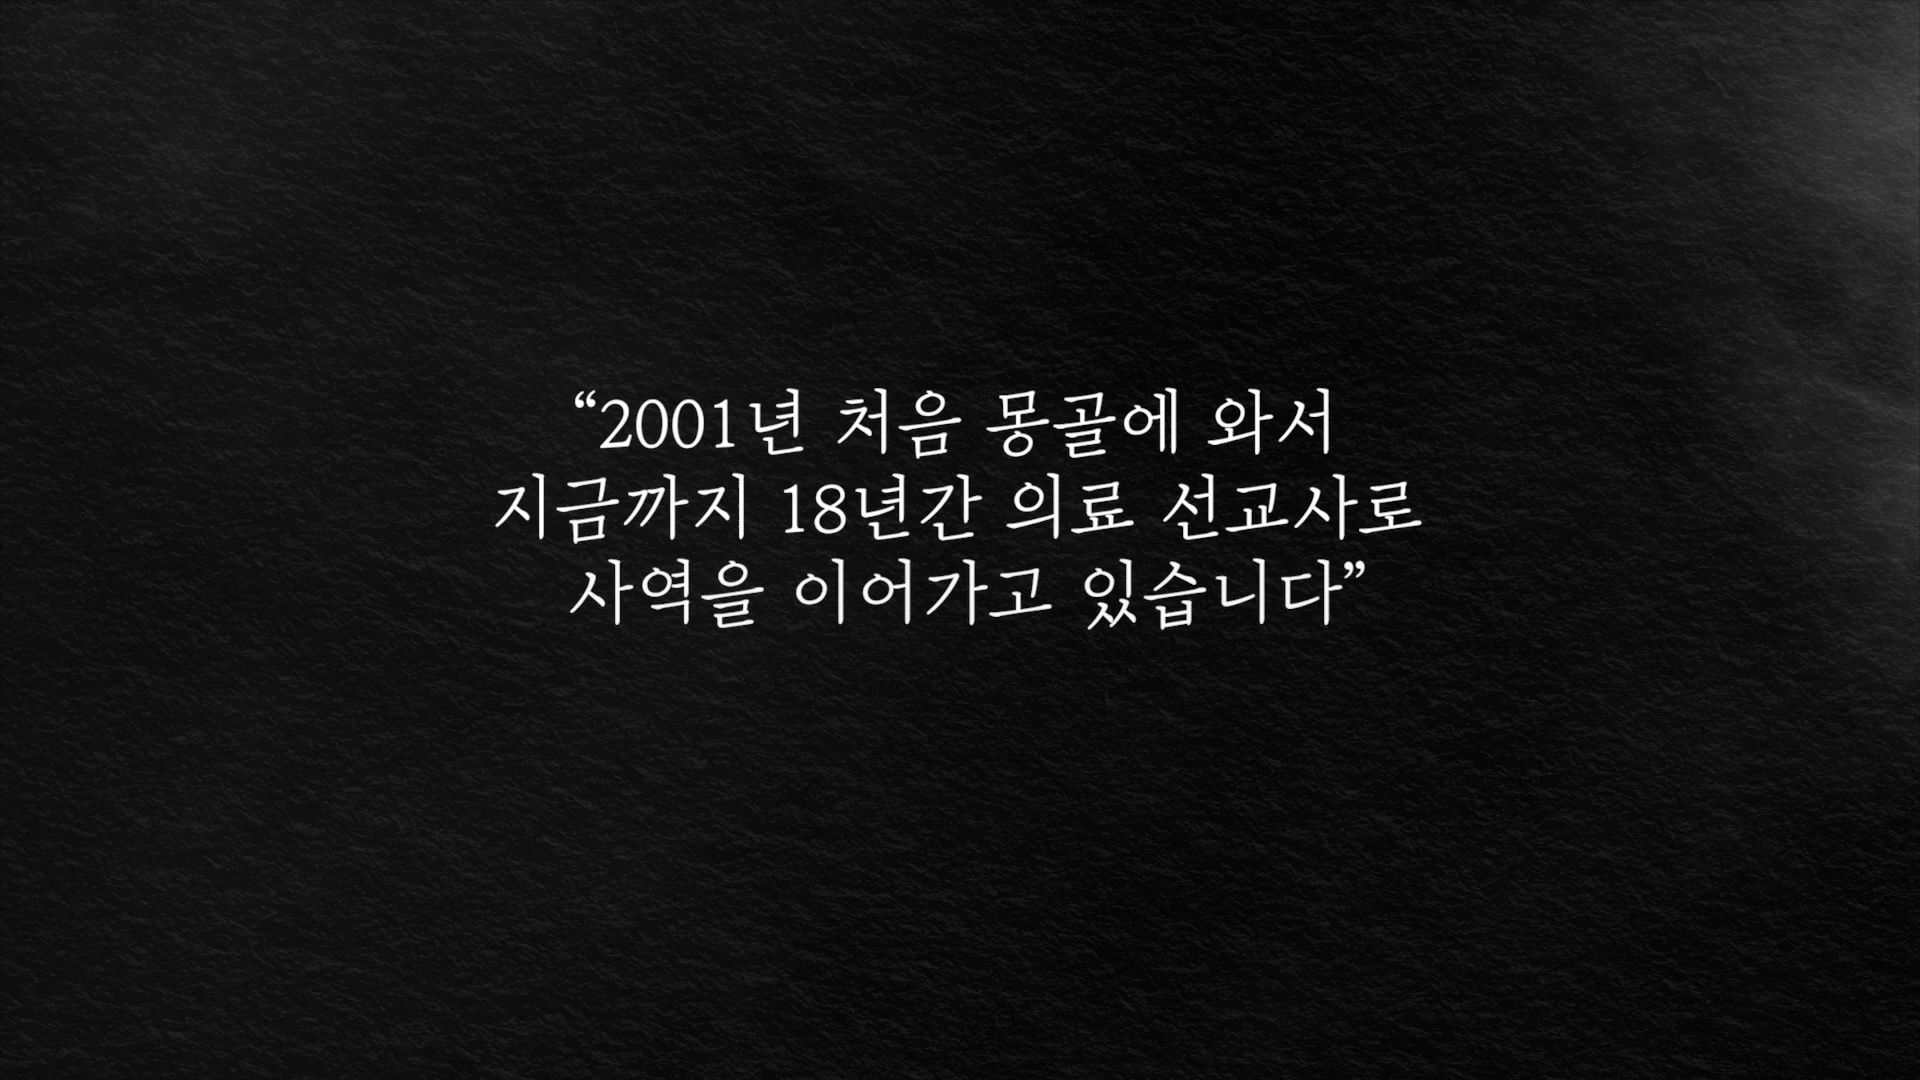 “2001년 처음 몽골에 와서
지금까지 18년간 의료 선교사로
사역을 이어가고 있습니다”